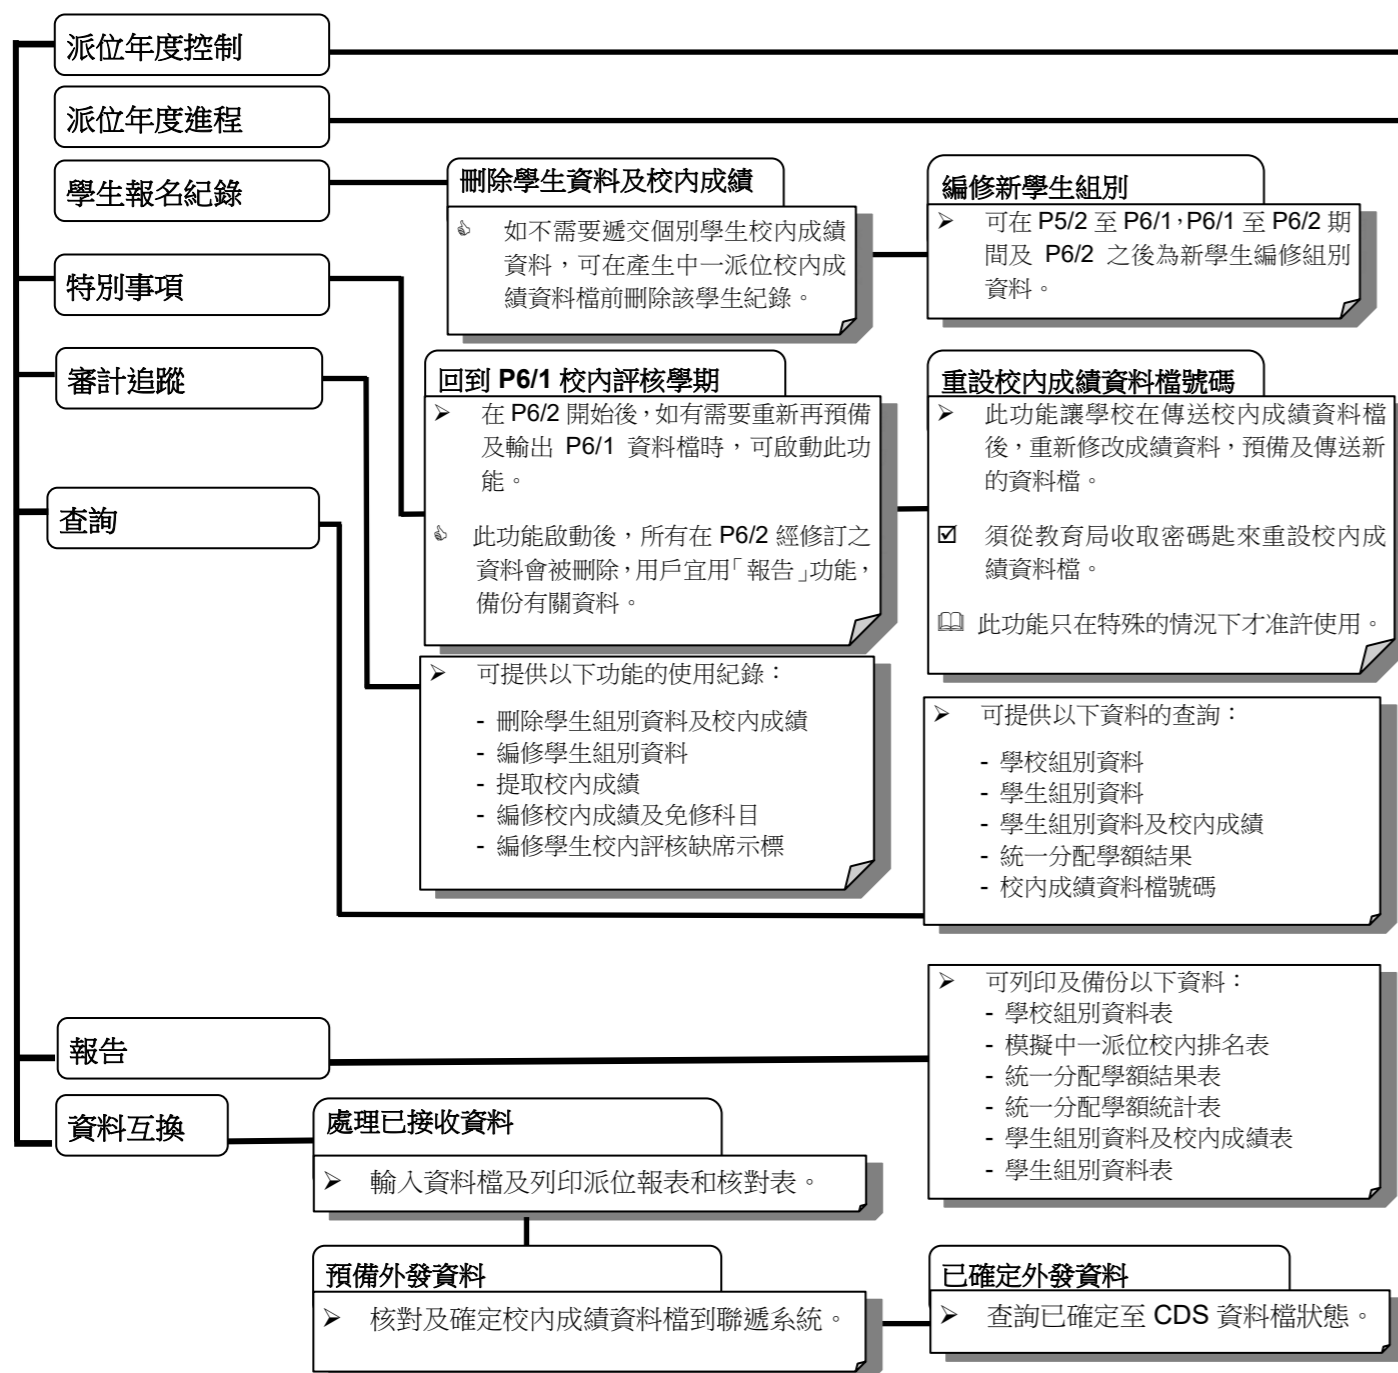 派位年度控制
派位年度進程
學生報名紀錄
刪除學生資料及校內成績
如不需要遞交個別學生校內成績
資料，可在產生中一派位校內成
績資料檔前刪除該學生紀錄。
編修新學生組別
➢ 可在 P5/2 至 P6/1，P6/1 至 P6/2 期
間及 P6/2 之後為新學生編修組別
資料。
特別事項
回到 P6/1 校內評核學期
➢ 在 P6/2 開始後，如有需要重新再預備
及輸出 P6/1 資料檔時，可啟動此功
能。
此功能啟動後，所有在 P6/2 經修訂之
資料會被刪除，用戶宜用「報告」功能，
備份有關資料。
重設校內成績資料檔號碼
➢ 此功能讓學校在傳送校內成績資料檔
後，重新修改成績資料，預備及傳送新
的資料檔。
☑ 須從教育局收取密碼匙來重設校內成
績資料檔。
此功能只在特殊的情況下才准許使用。
審計追蹤
➢ 可提供以下功能的使用紀錄：
- 刪除學生組別資料及校內成績
- 編修學生組別資料
- 提取校內成績
- 編修校內成績及免修科目
- 編修學生校內評核缺席示標
查詢
➢ 可提供以下資料的查詢：
- 學校組別資料
- 學生組別資料
- 學生組別資料及校內成績
- 統一分配學額結果
- 校內成績資料檔號碼
報告
➢ 可列印及備份以下資料：
- 學校組別資料表
- 模擬中一派位校內排名表
- 統一分配學額結果表
- 統一分配學額統計表
- 學生組別資料及校內成績表
- 學生組別資料表
資料互換
處理已接收資料
➢ 輸入資料檔及列印派位報表和核對表。
預備外發資料
➢ 核對及確定校內成績資料檔到聯遞系統。
已確定外發資料
➢ 查詢已確定至 CDS 資料檔狀態。